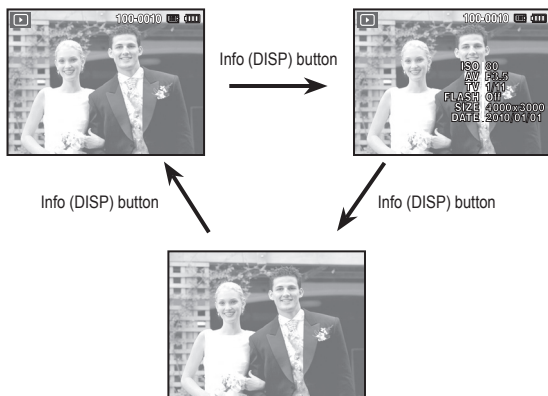 100-0010
Info (DISP) button
100-0010
ISO 80
AV F3.5
TV 1/11
FLASH Off
SIZE 4000x3000
DATE 2010/01/01
Info (DISP) button
Info (DISP) button